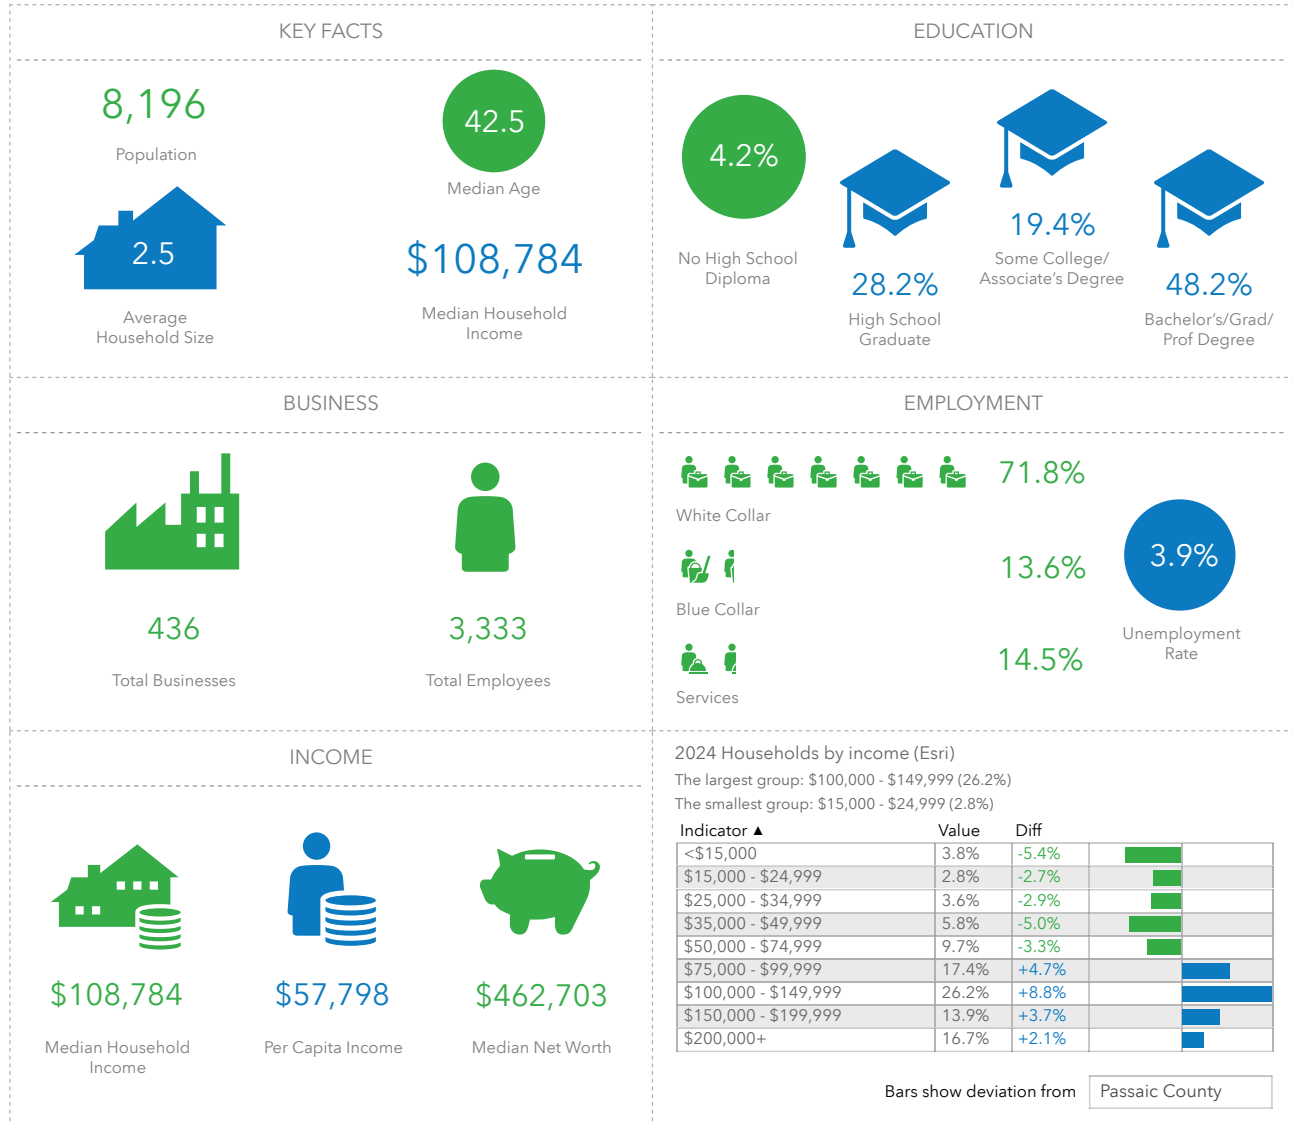 KEY FACTS
8,196
Population
42.5
Median Age
2.5
Average
Household Size
$108,784
Median Household
Income
EDUCATION
4.2%
No High School
Diploma
28.2%
High School
Graduate
19.4%
Some College/
Associate's Degree
48.2%
Bachelor's/Grad/
Prof Degree
BUSINESS
436
Total Businesses
3,333
Total Employees
EMPLOYMENT
71.8%
White Collar
13.6%
Blue Collar
14.5%
Services
3.9%
Unemployment
Rate
INCOME
$108,784
Median Household
Income
$57,798
Per Capita Income
$462,703
Median Net Worth
2024 Households by income (Esri)
The largest group: $100,000 - $149,999 (26.2%)
The smallest group: $15,000 - $24,999 (2.8%)
Indicator ▲ Value Diff
<$15,000 3.8% -5.4%
$15,000 - $24,999 2.8% -2.7%
$25,000 - $34,999 3.6% -2.9%
$35,000 - $49,999 5.8% -5.0%
$50,000 - $74,999 9.7% -3.3%
$75,000 - $99,999 17.4% +4.7%
$100,000 - $149,999 26.2% +8.8%
$150,000 - $199,999 13.9% +3.7%
$200,000+ 16.7% +2.1%
Bars show deviation from Passaic County